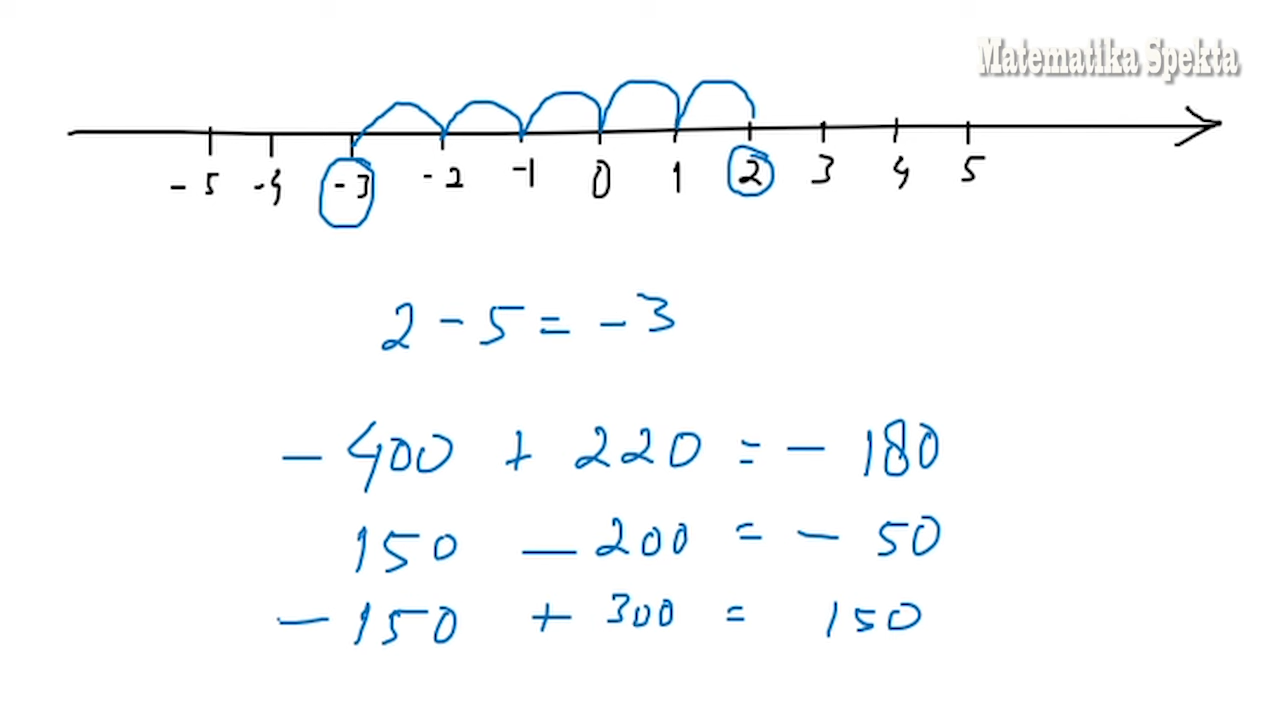 Matematika Spekta
-5 -4 -3 -2 -1 0 1 2 3 4 5
2 - 5 = -3
- 400 + 220 = - 180
150 - 200 = - 50
- 150 + 300 = 150